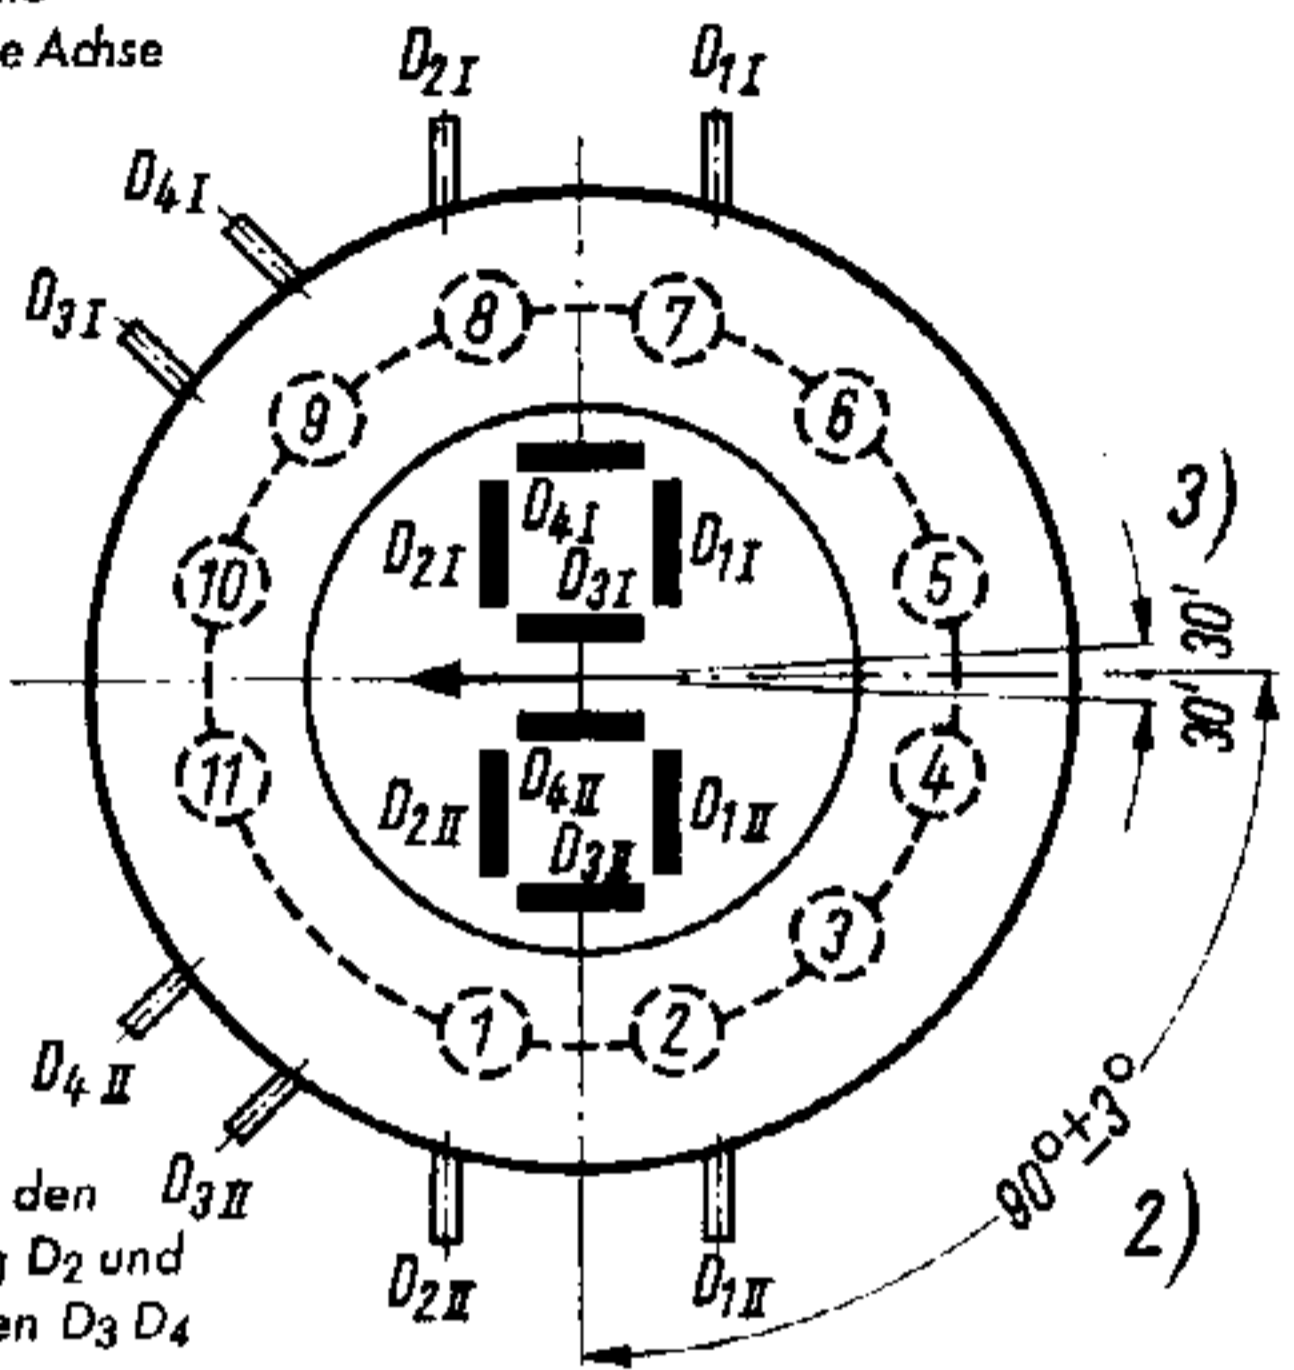 e Achse
D2I
D1I
D4I
D3I
8
7
9
6
D4I
D2I
D1I
D3I
10
5
3)
30'
30'
11
4
D4II
D2II
D1II
D3II
3
1
2
D4II
90°±3°
den
D3II
2)
D2 und
D2II
D1II
en D3 D4